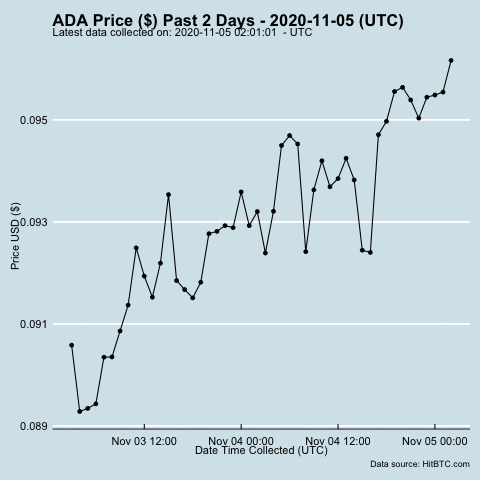 ADA Price ($) Past 2 Days - 2020-11-05 (UTC)
Latest data collected on: 2020-11-05 02:01:01  - UTC
0.095
0.093
0.091
0.089
Price USD ($)
Nov 03 12:00
Nov 04 00:00
Nov 04 12:00
Nov 05 00:00
Date Time Collected (UTC)
Data source: HitBTC.com